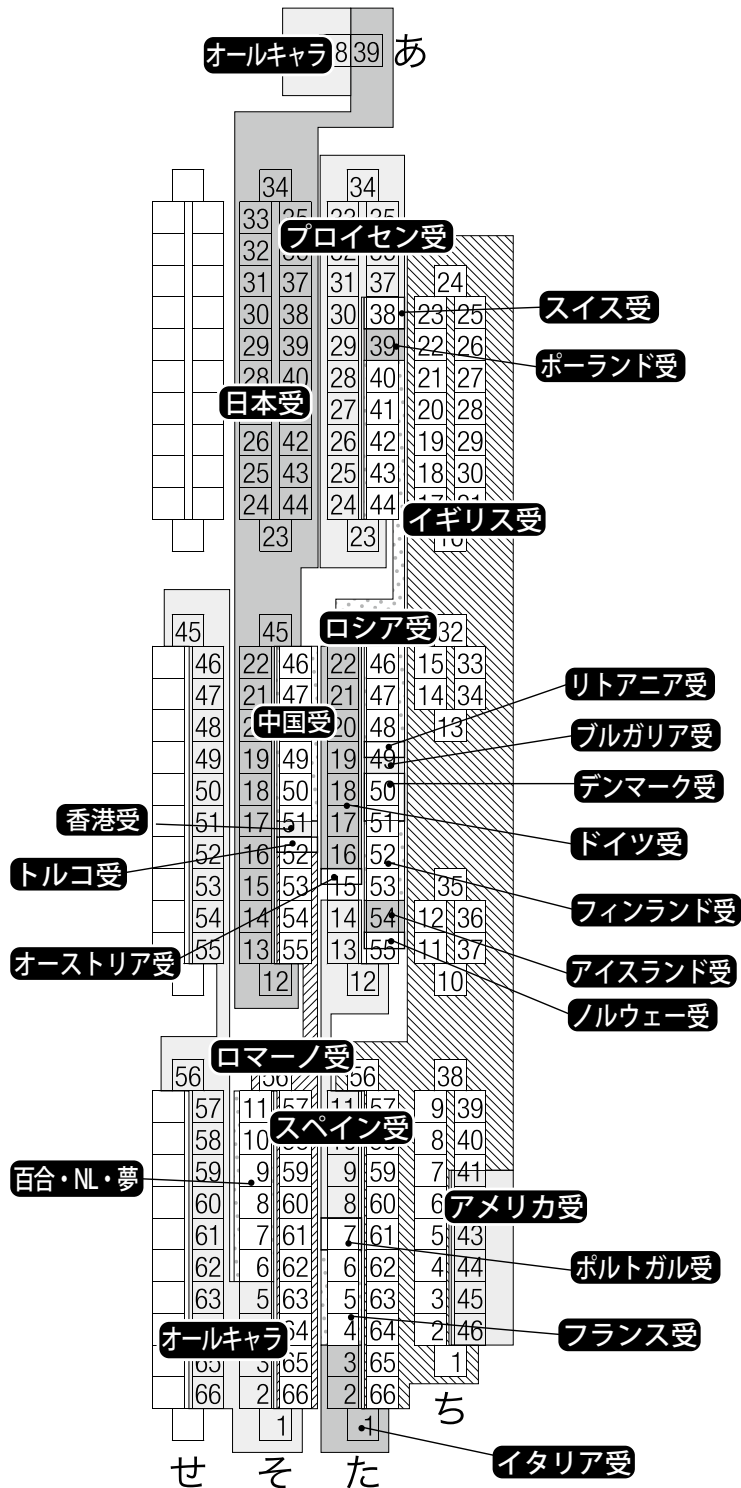 オールキャラ 8 39 あ
34 34
33 35
プロイセン受
32
31 37 31 37 24
30 38 30 38 23 25 スイス受
29 39 29 39 22 26 ポーランド受
28 40 28 40 21 27
日本受 27 41 20 28
26 42 26 42 19 29
25 43 25 43 18 30
24 44 24 44
イギリス受
23 23
45 45 ロシア受 32
46 22 46 22 46 15 33
47 21 47 21 47 14 34 リトアニア受
48 中国受 20 48 13 ブルガリア受
49 19 49 19 49
50 18 50 18 50 デンマーク受
香港受 51 17 51 17 51 ドイツ受
トルコ受 52 16 52 16 52
53 15 53 15 53 35
54 14 54 14 54 12 36 フィンランド受
オーストリア受 55 13 55 13 55 11 37
12 12 10 アイスランド受
ノルウェー受
ロマーノ受
56 56 56 38
57 11 57 11 57 9 39
58 10 スペイン受 8 40
百合・NL・夢 59 9 59 9 59 7 41
60 8 60 8 60 6 アメリカ受
61 7 61 7 61 5 43
62 6 62 6 62 4 44 ポルトガル受
63 5 63 5 63 3 45
オールキャラ 64 4 64 2 46 フランス受
65 3 65 3 65 1
66 2 66 2 66 ち
1 1
せ そ た イタリア受